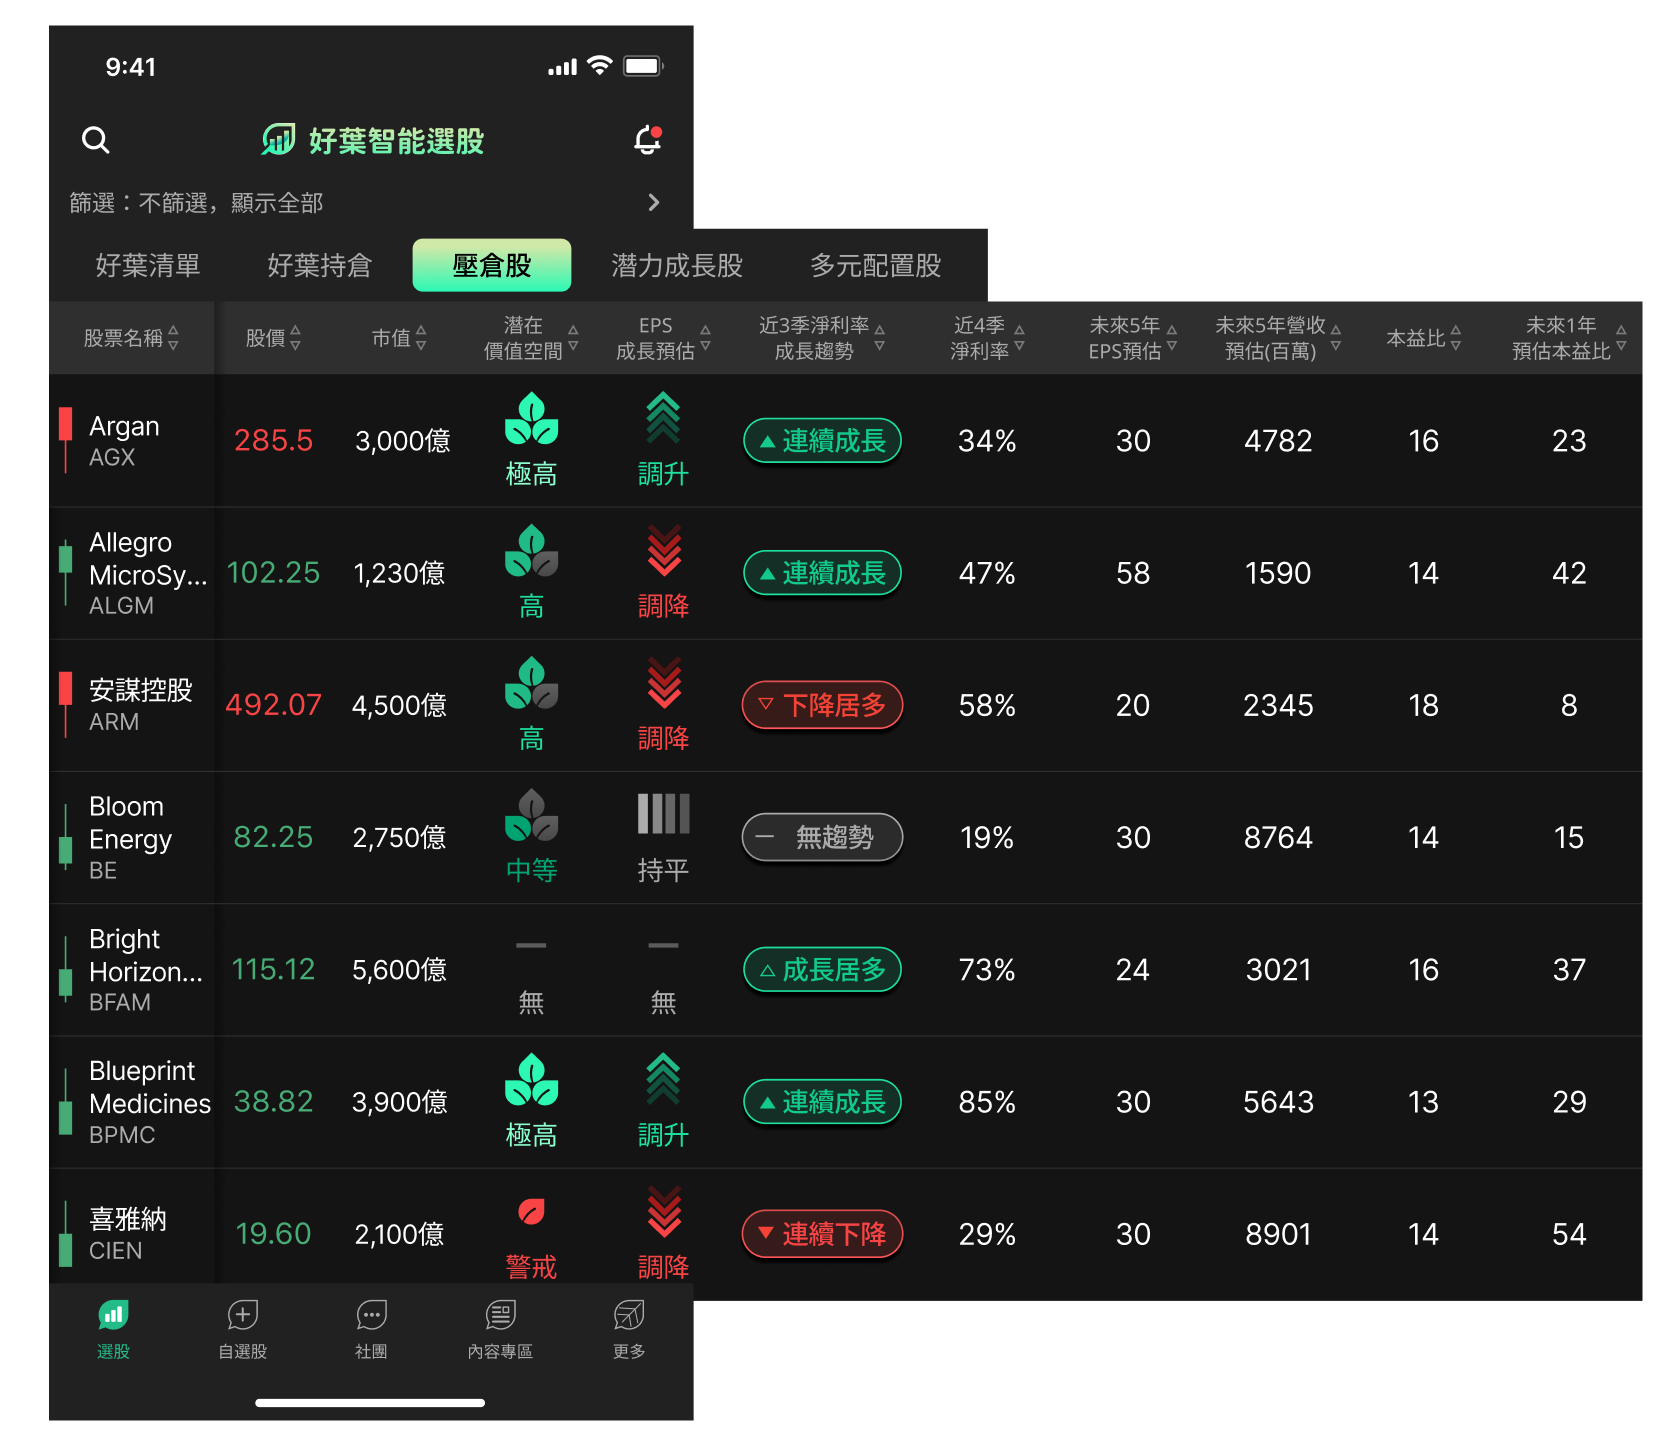 9:41
好葉智能選股
篩選：不篩選，顯示全部
好葉清單 好葉持倉 壓倉股 潛力成長股 多元配置股
股票名稱 股價 市值 潛在價值空間 EPS成長預估 近3季淨利率成長趨勢 近4季淨利率 未來5年EPS預估 未來5年營收預估(百萬) 本益比 未來1年預估本益比
Argan
AGX
285.5 3,000億 極高 調升 連續成長 34% 30 4782 16 23
Allegro
MicroSy...
ALGM
102.25 1,230億 高 調降 連續成長 47% 58 1590 14 42
安謀控股
ARM
492.07 4,500億 高 調降 下降居多 58% 20 2345 18 8
Bloom
Energy
BE
82.25 2,750億 中等 持平 無趨勢 19% 30 8764 14 15
Bright
Horizon...
BFAM
115.12 5,600億 無 無 成長居多 73% 24 3021 16 37
Blueprint
Medicines
BPMC
38.82 3,900億 極高 調升 連續成長 85% 30 5643 13 29
喜雅納
CIEN
19.60 2,100億 警戒 調降 連續下降 29% 30 8901 14 54
選股 自選股 社團 內容專區 更多